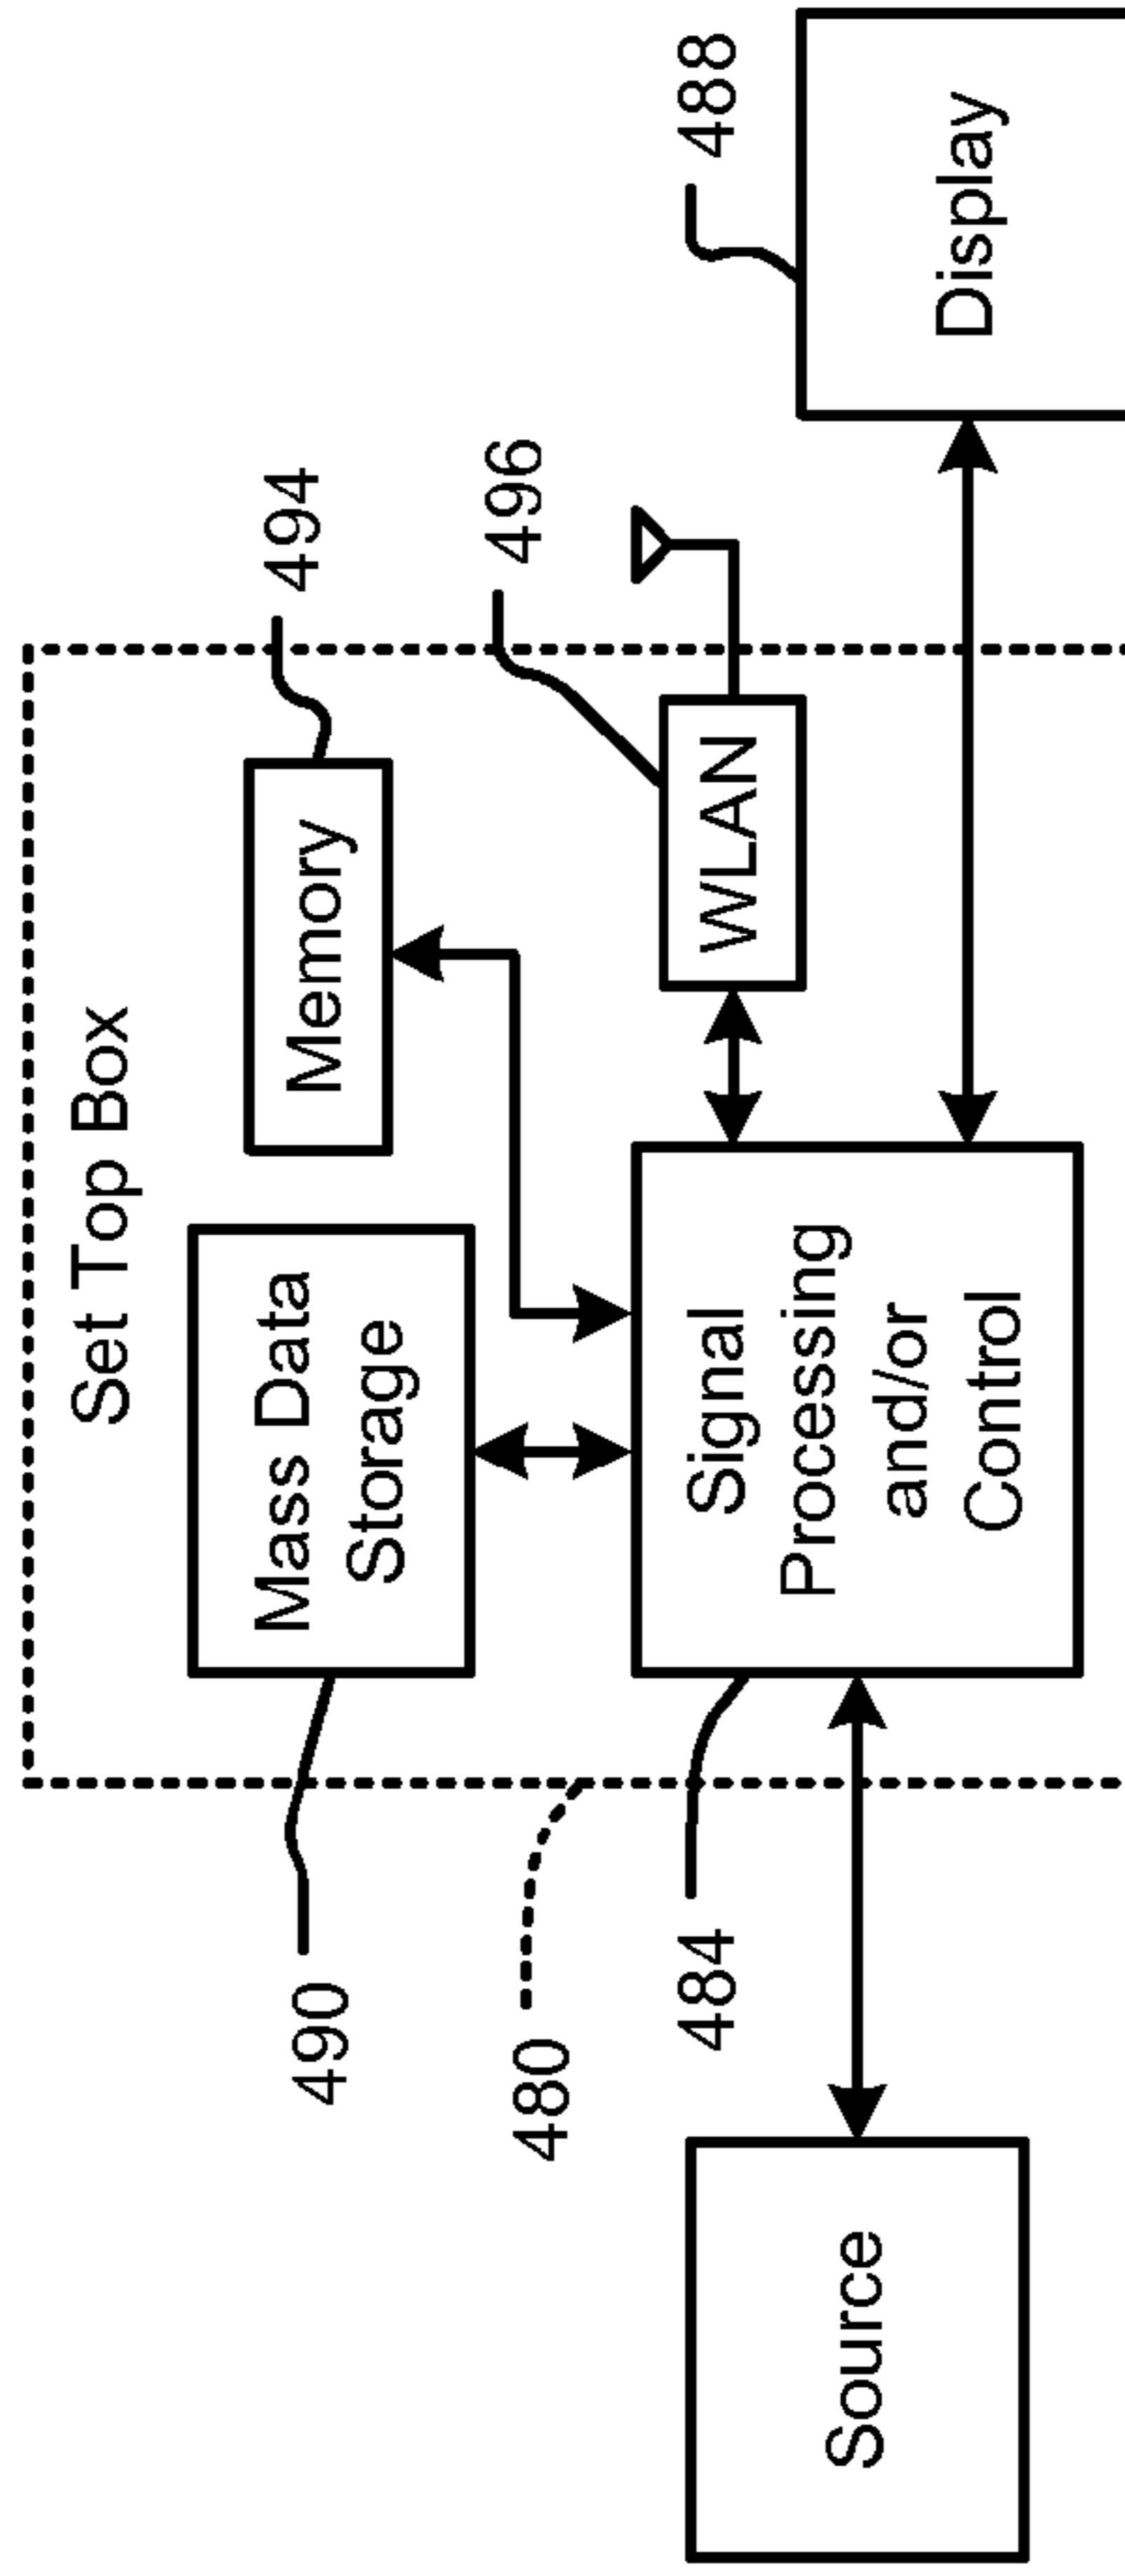 Set Top Box
490
Mass Data
Storage
Memory
494
480
496
WLAN
484
Signal
Processing
and/or
Control
488
Source
Display